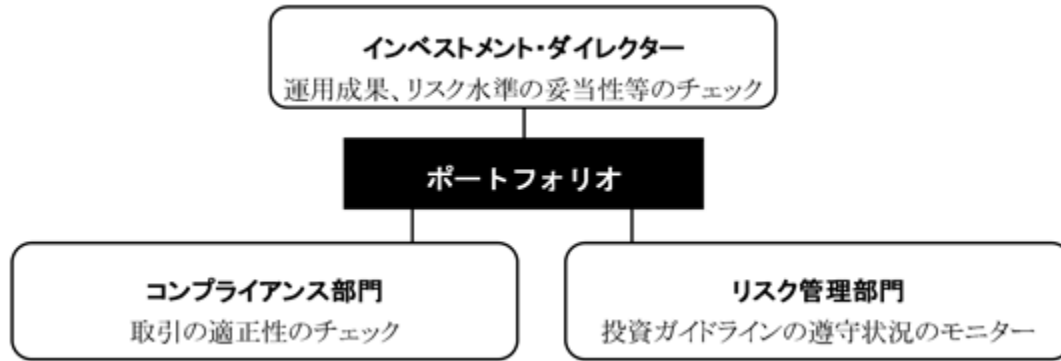 インベストメント・ダイレクター
運用成果、リスク水準の妥当性等のチェック
ポートフォリオ
コンプライアンス部門
取引の適正性のチェック
リスク管理部門
投資ガイドラインの遵守状況のモニター